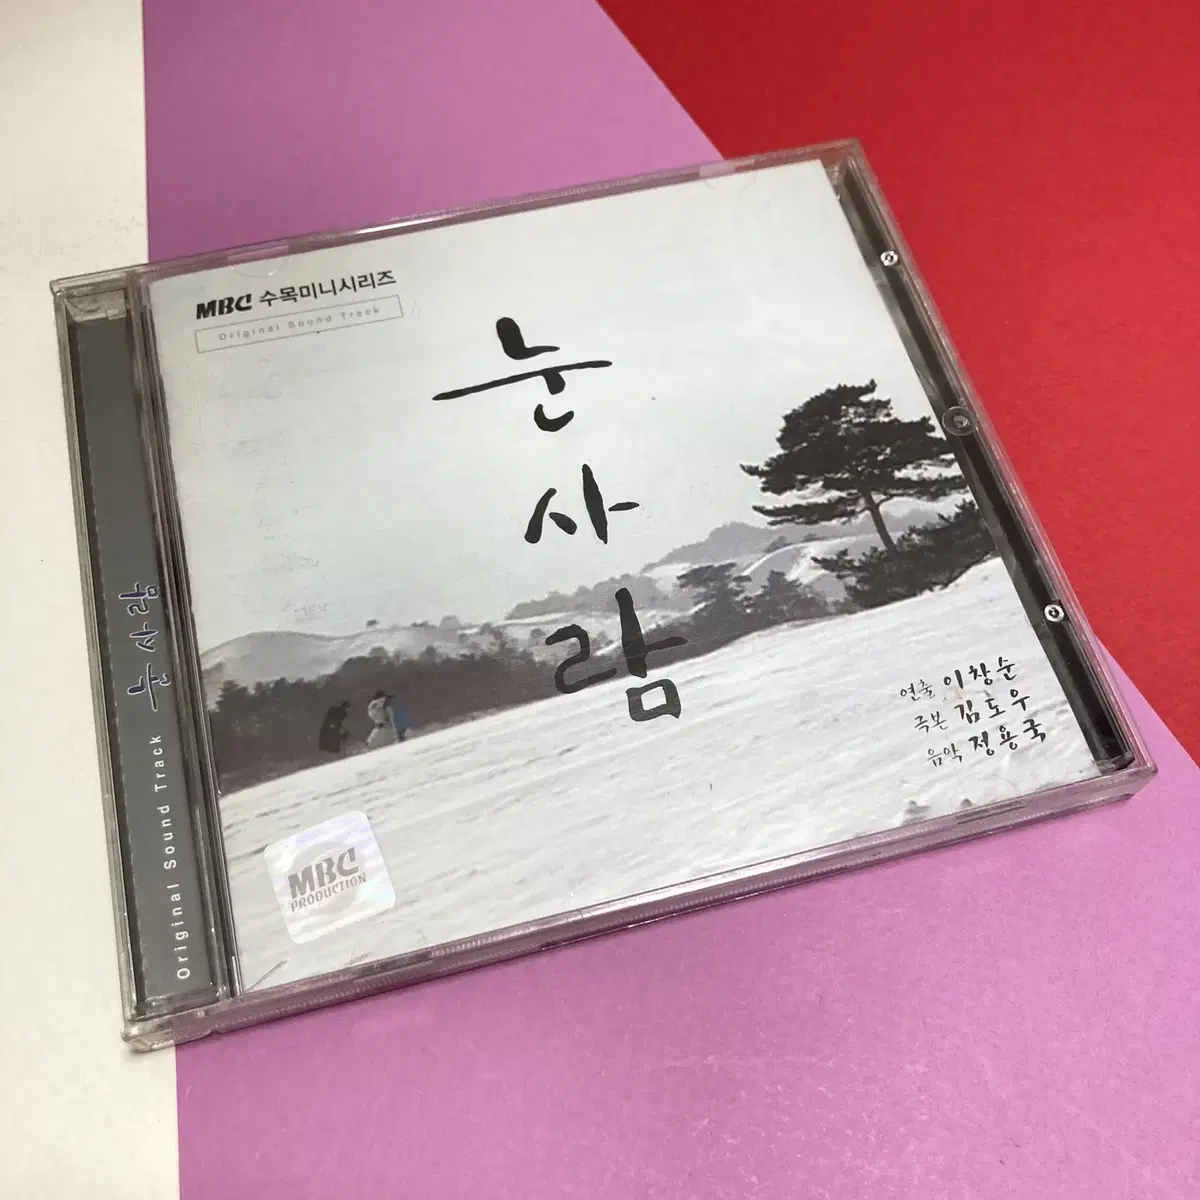 MBC 수목미니시리즈
Original Sound Track
눈
사
람
연출 이창순
극본 김도우
음악 정용국
MBC
PRODUCTION
Original Sound Track 눈사람